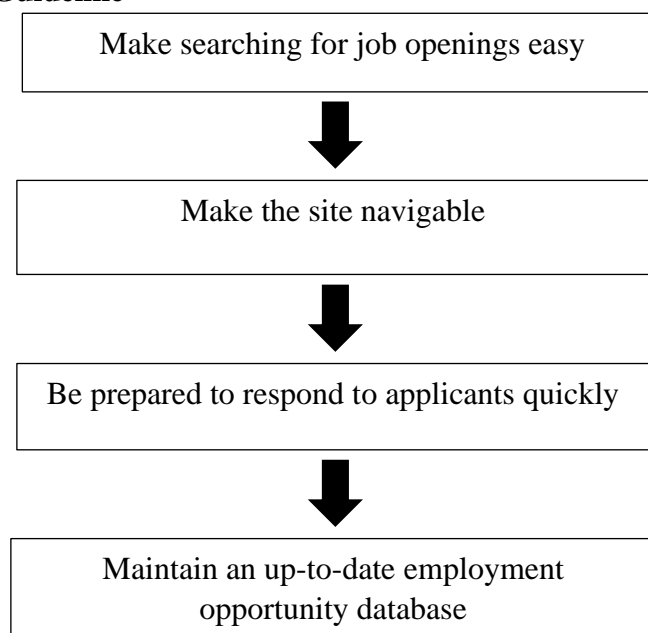 Make searching for job openings easy
Make the site navigable
Be prepared to respond to applicants quickly
Maintain an up-to-date employment
opportunity database